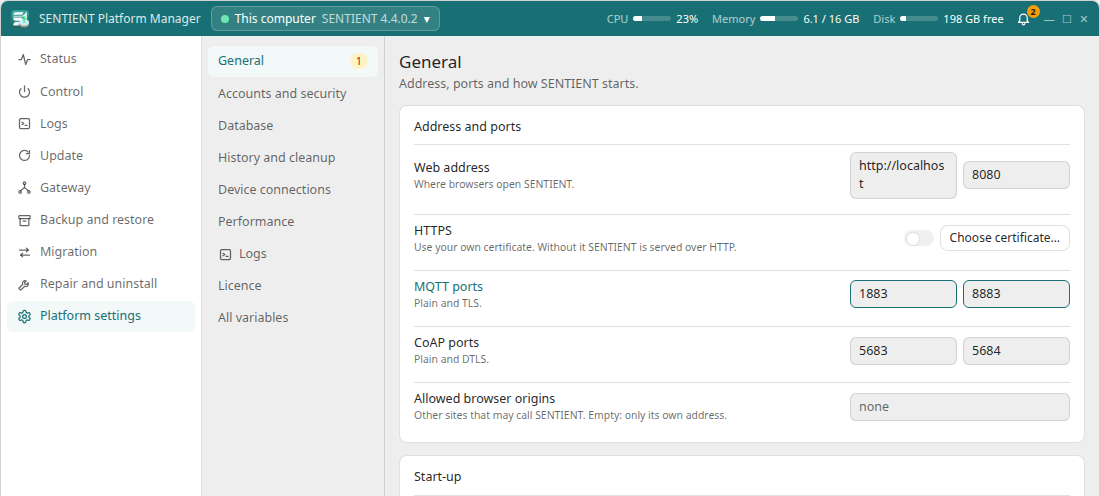 SENTIENT Platform Manager
This computer SENTIENT 4.4.0.2 ▾
CPU 23%
Memory 6.1 / 16 GB
Disk 198 GB free
2
Status
Control
Logs
Update
Gateway
Backup and restore
Migration
Repair and uninstall
Platform settings
General 1
Accounts and security
Database
History and cleanup
Device connections
Performance
Logs
Licence
All variables
General
Address, ports and how SENTIENT starts.
Address and ports
Web address
Where browsers open SENTIENT.
http://localhos
t
8080
HTTPS
Use your own certificate. Without it SENTIENT is served over HTTP.
Choose certificate...
MQTT ports
Plain and TLS.
1883
8883
CoAP ports
Plain and DTLS.
5683
5684
Allowed browser origins
Other sites that may call SENTIENT. Empty: only its own address.
none
Start-up